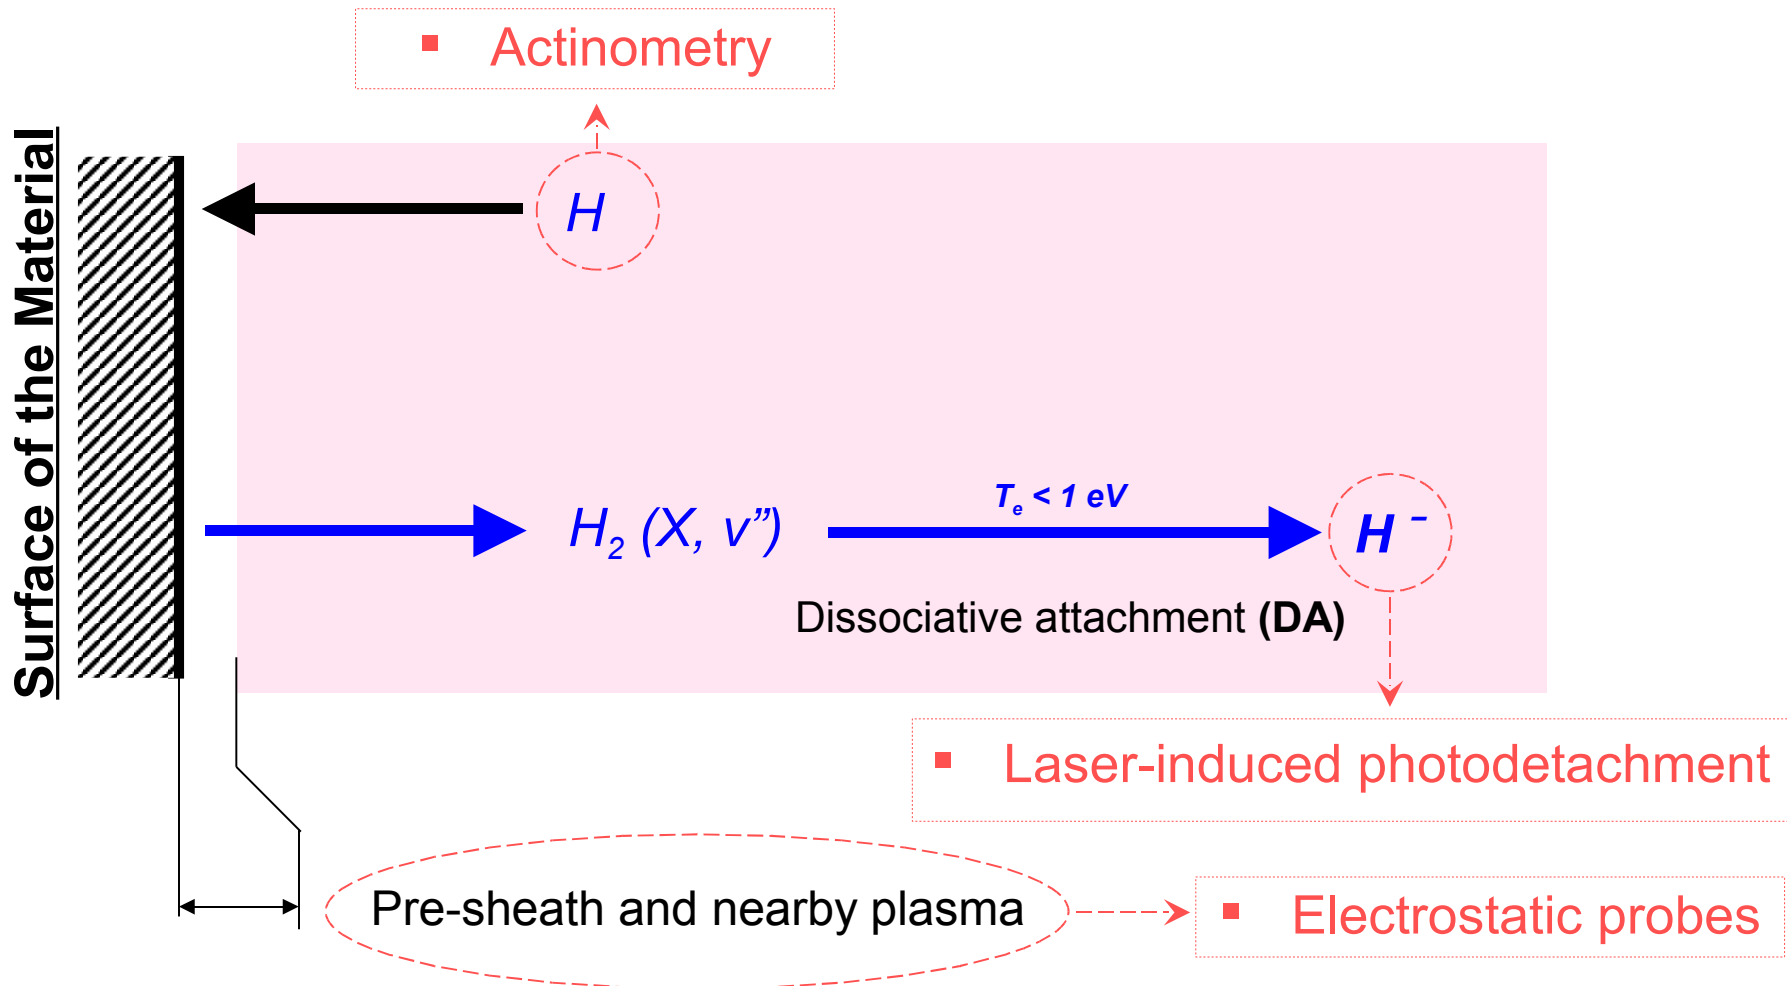 ▪ Actinometry
Surface of the Material
H
H₂ (X, v”)
Tₑ < 1 eV
H⁻
Dissociative attachment (DA)
▪ Laser-induced photodetachment
Pre-sheath and nearby plasma
▪ Electrostatic probes